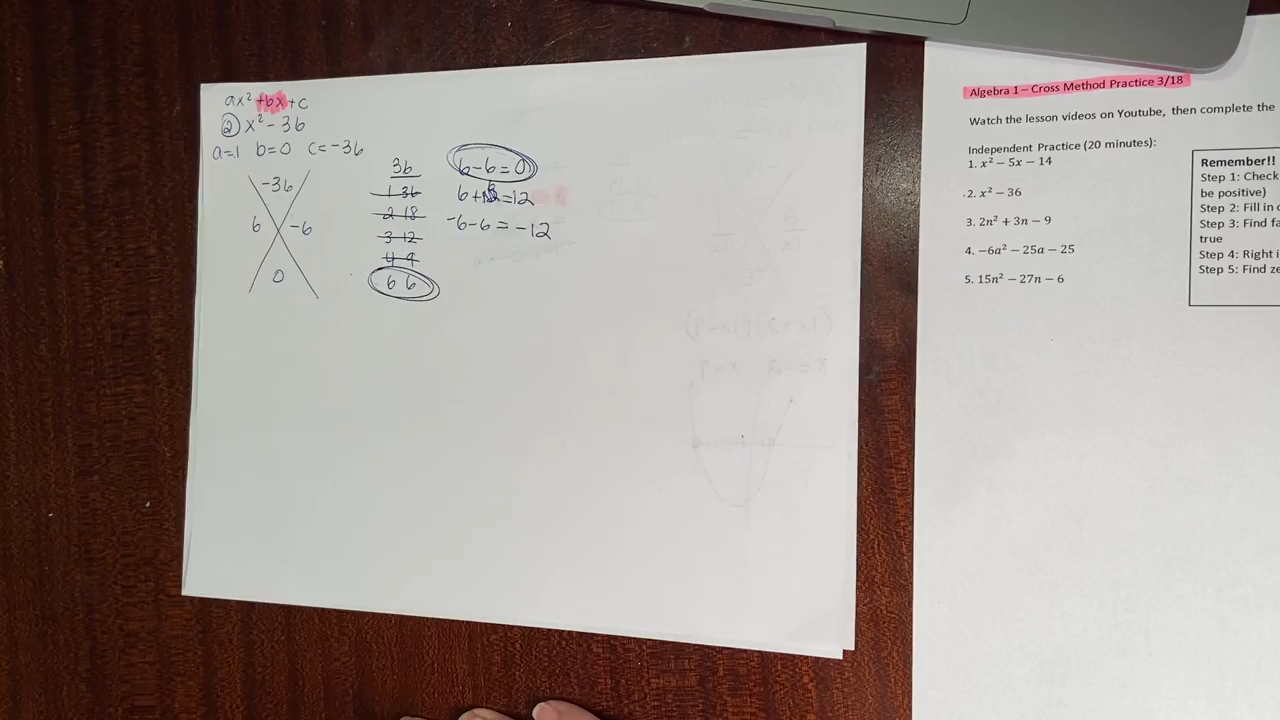 ax² +bx +c
② x² - 36
a=1 b=0 c=-36
-36
6 -6
0
36
1 36
2 18
3 12
4 9
6 6
6-6=0
6+6=12
-6-6=-12
Algebra 1 – Cross Method Practice 3/18
Watch the lesson videos on Youtube, then complete the
Independent Practice (20 minutes):
1. x² − 5x − 14
2. x² − 36
3. 2n² + 3n − 9
4. −6a² − 25a − 25
5. 15n² − 27n − 6
Remember!!
Step 1: Check
be positive)
Step 2: Fill in
Step 3: Find
true
Step 4: Right
Step 5: Find